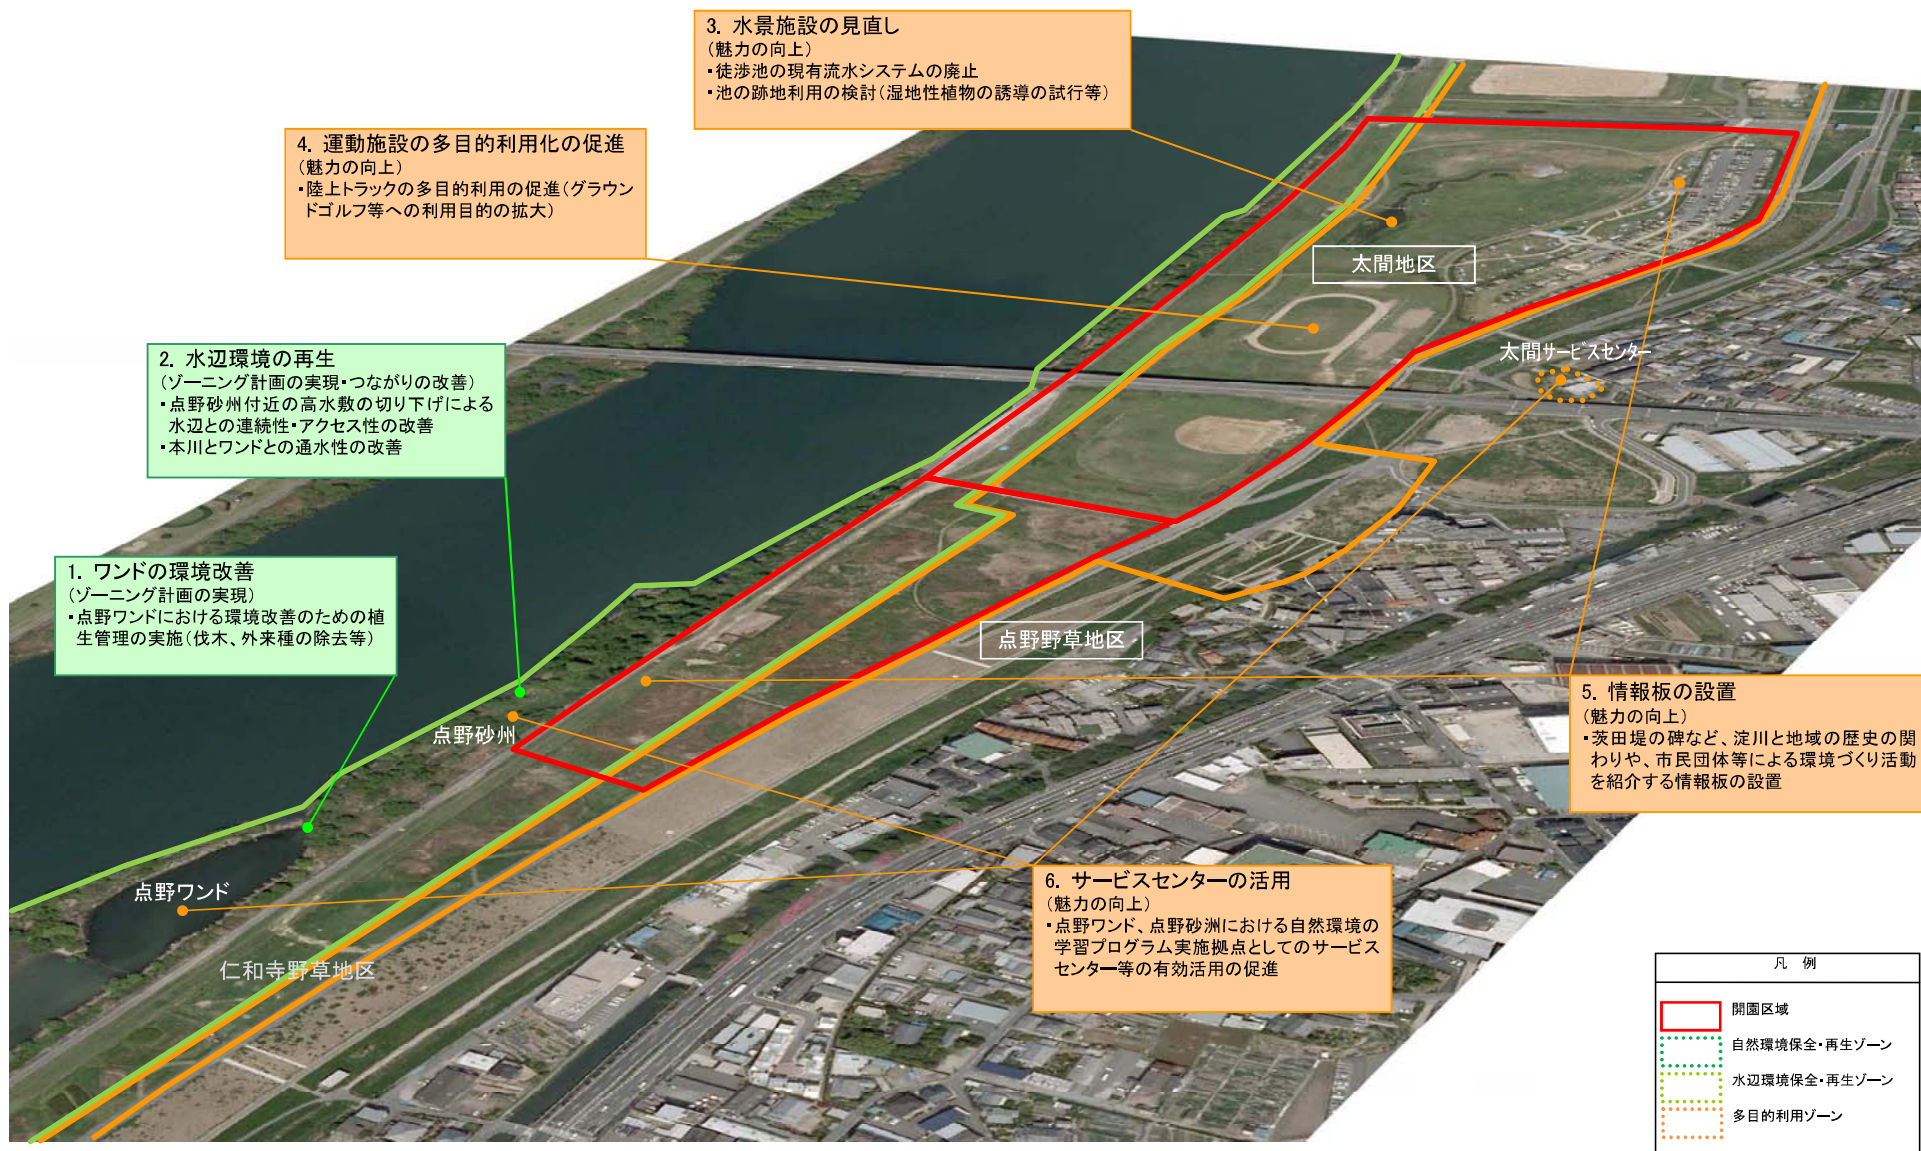 3. 水景施設の見直し
(魅力の向上)
・徒渉池の現有流水システムの廃止
・池の跡地利用の検討(湿地性植物の誘導の試行等)
4. 運動施設の多目的利用化の促進
(魅力の向上)
・陸上トラックの多目的利用の促進(グラウン
ドゴルフ等への利用目的の拡大)
太間地区
太間サービスセンター
2. 水辺環境の再生
(ゾーニング計画の実現・つながりの改善)
・点野砂州付近の高水敷の切り下げによる
水辺との連続性・アクセス性の改善
・本川とワンドとの通水性の改善
1. ワンドの環境改善
(ゾーニング計画の実現)
・点野ワンドにおける環境改善のための植
生管理の実施(伐木、外来種の除去等)
点野野草地区
点野砂州
5. 情報板の設置
(魅力の向上)
・茨田堤の碑など、淀川と地域の歴史の関
わりや、市民団体等による環境づくり活動
を紹介する情報板の設置
点野ワンド
6. サービスセンターの活用
(魅力の向上)
・点野ワンド、点野砂洲における自然環境の
学習プログラム実施拠点としてのサービス
センター等の有効活用の促進
仁和寺野草地区
凡 例
開園区域
自然環境保全・再生ゾーン
水辺環境保全・再生ゾーン
多目的利用ゾーン